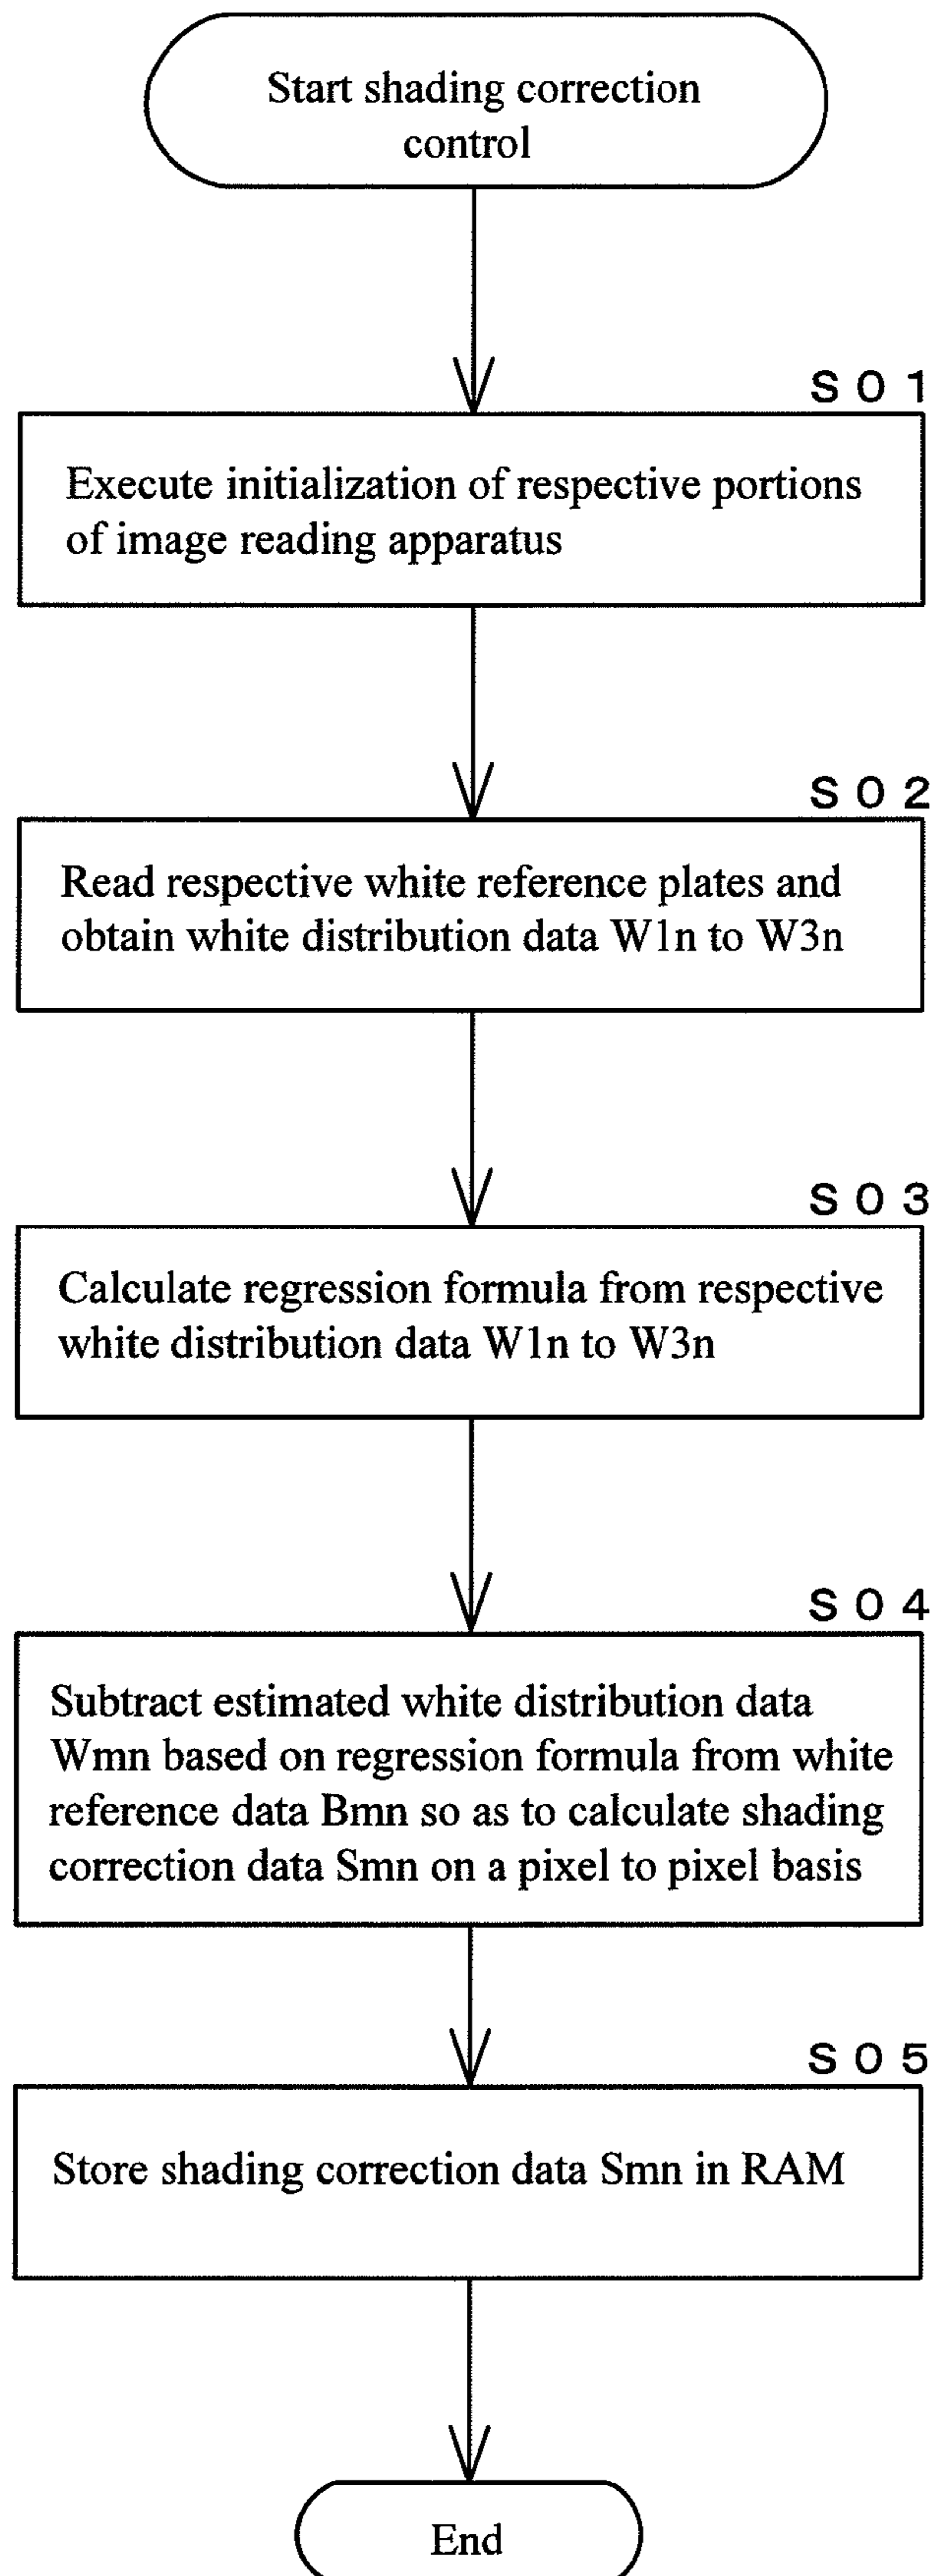 Start shading correction
control
S01
Execute initialization of respective portions
of image reading apparatus
S02
Read respective white reference plates and
obtain white distribution data W1n to W3n
S03
Calculate regression formula from respective
white distribution data W1n to W3n
S04
Subtract estimated white distribution data
Wmn based on regression formula from white
reference data Bmn so as to calculate shading
correction data Smn on a pixel to pixel basis
S05
Store shading correction data Smn in RAM
End